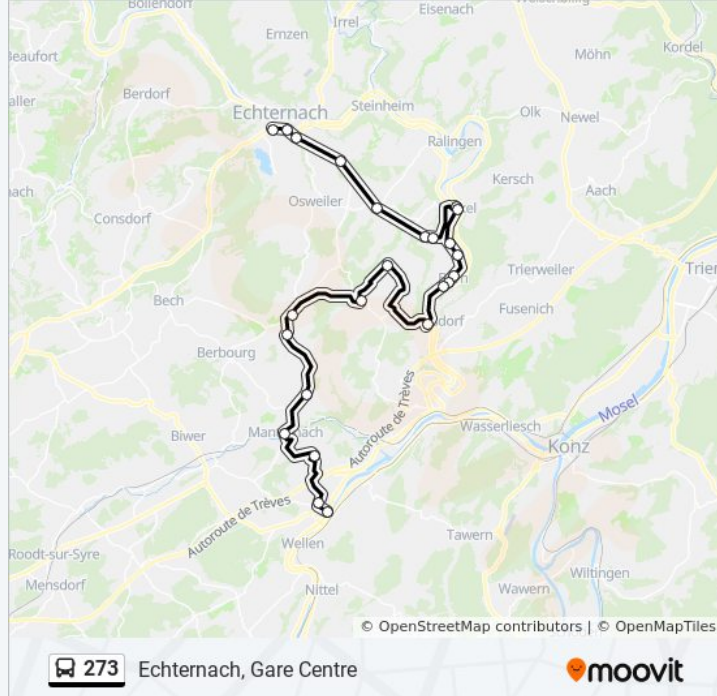 Bollendorf
Eisenach
Irrel
Ernzen
Kordel
Möhn
Beaufort
Berdorf
Echternach
Steinheim
Olk
Newel
Ralingen
Kersch
Aach
Osweiler
Consdorf
Trierweiler
Bech
Fusenich
Berbourg
Autoroute de Trèves
Mosel
Wasserliesch
Biwer
Konz
Autoroute de Trèves
Roodt-sur-Syre
Tawern
Wellen
Mensdorf
Wiltingen
Nittel
Wawern
© OpenStreetMap contributors | © OpenMapTiles
273 Echternach, Gare Centre
moovit